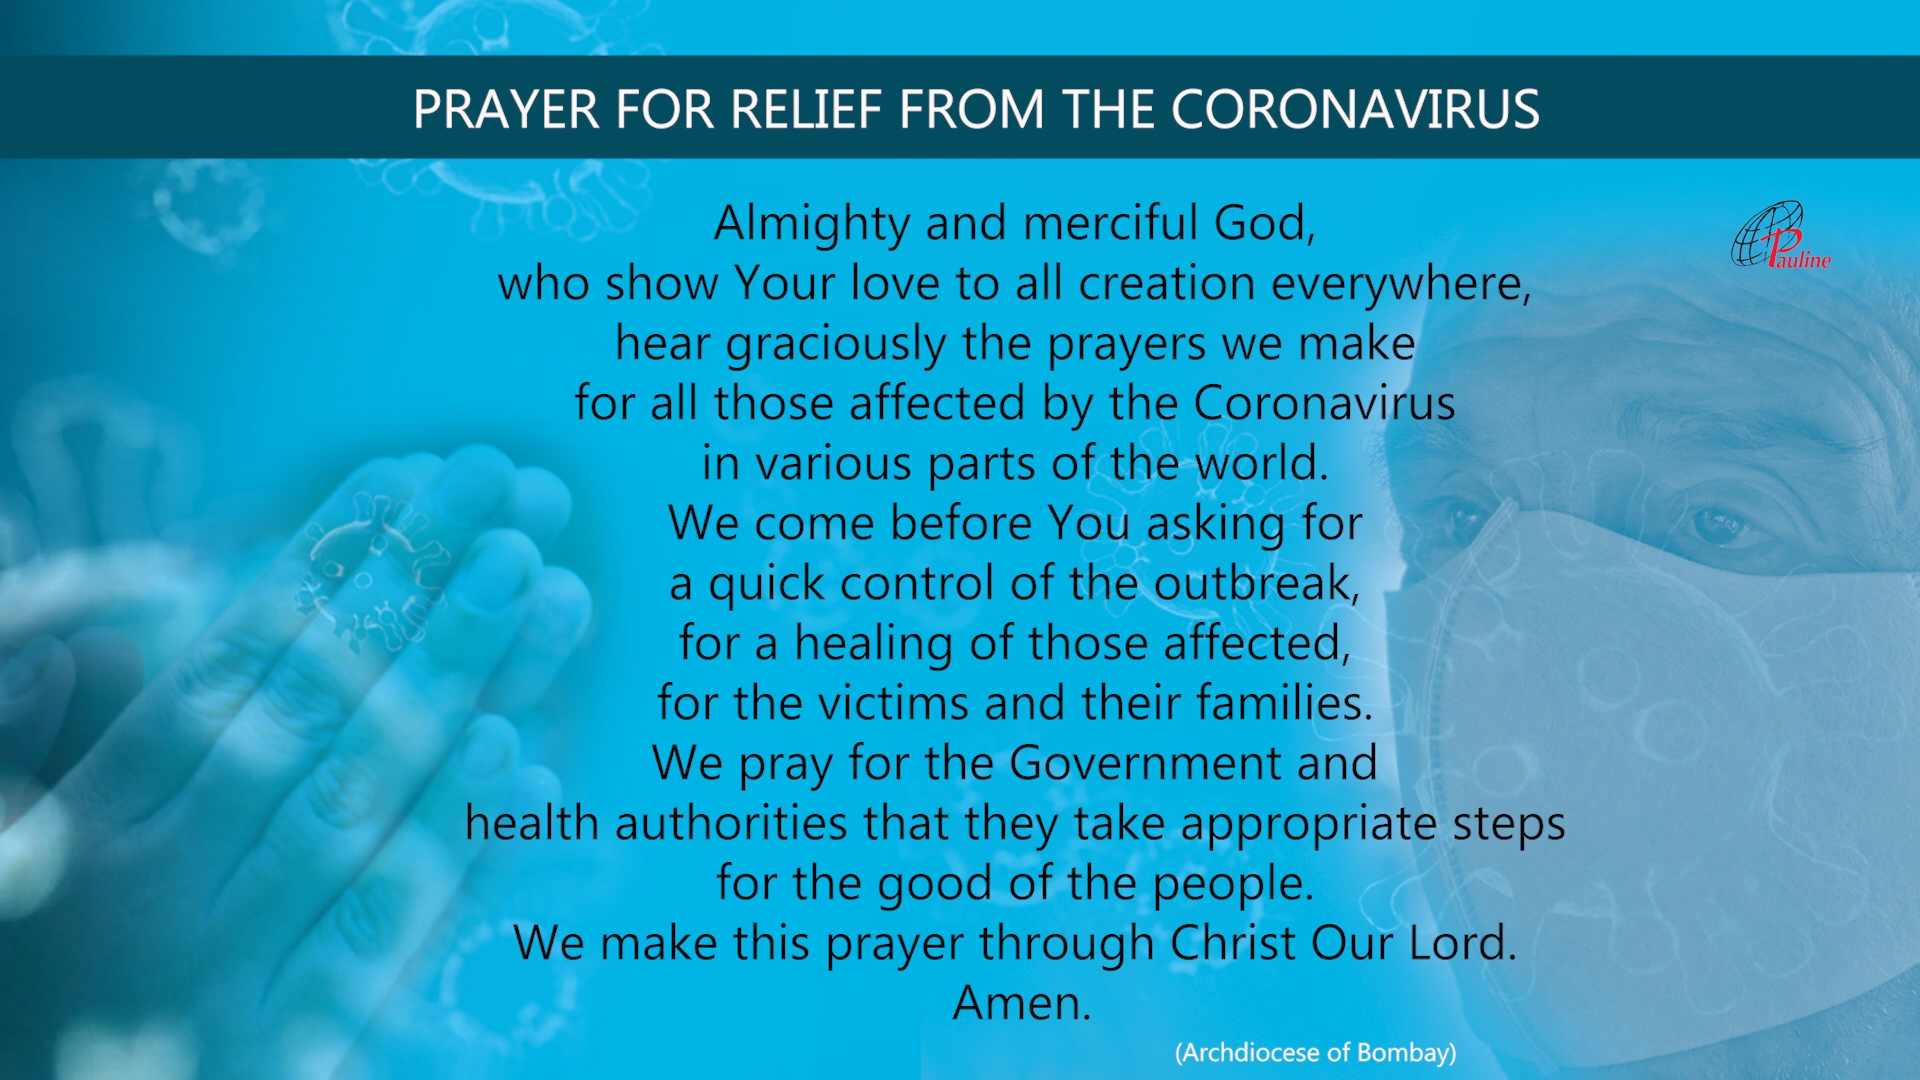 PRAYER FOR RELIEF FROM THE CORONAVIRUS
Pauline
Almighty and merciful God,
who show Your love to all creation everywhere,
hear graciously the prayers we make
for all those affected by the Coronavirus
in various parts of the world.
We come before You asking for
a quick control of the outbreak,
for a healing of those affected,
for the victims and their families.
We pray for the Government and
health authorities that they take appropriate steps
for the good of the people.
We make this prayer through Christ Our Lord.
Amen.
(Archdiocese of Bombay)